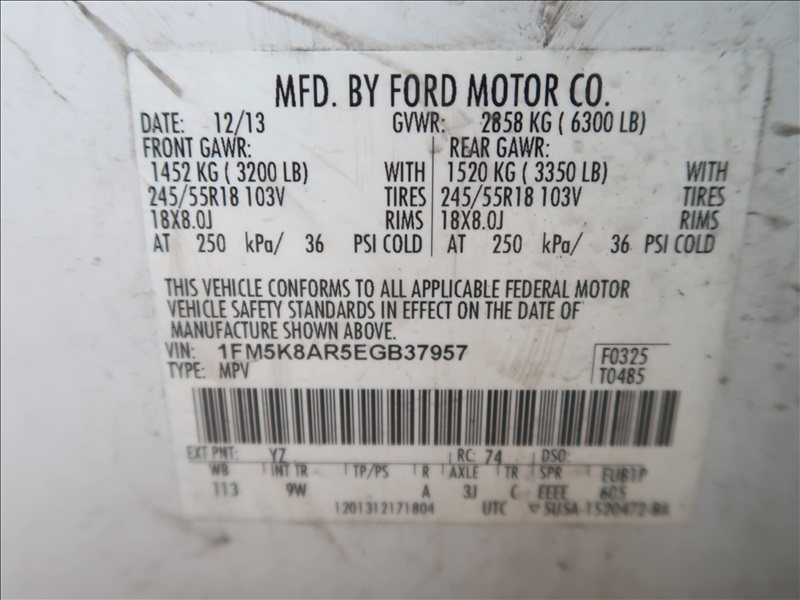 MFD. BY FORD MOTOR CO.
DATE: 12/13 GVWR: 2858 KG ( 6300 LB)
FRONT GAWR: REAR GAWR:
1452 KG ( 3200 LB) WITH 1520 KG ( 3350 LB) WITH
245/55R18 103V TIRES 245/55R18 103V TIRES
18X8.0J RIMS 18X8.0J RIMS
AT 250 kPa/ 36 PSI COLD AT 250 kPa/ 36 PSI COLD
THIS VEHICLE CONFORMS TO ALL APPLICABLE FEDERAL MOTOR
VEHICLE SAFETY STANDARDS IN EFFECT ON THE DATE OF
MANUFACTURE SHOWN ABOVE.
VIN: 1FM5K8AR5EGB37957 F0325
TYPE: MPV T0485
EXT PNT: YZ RC: 74 DSO:
WB INT TR TP/PS R AXLE TR SPR EUB1P
113 9W A 3J C EEEE 605
1201312171804 UTC